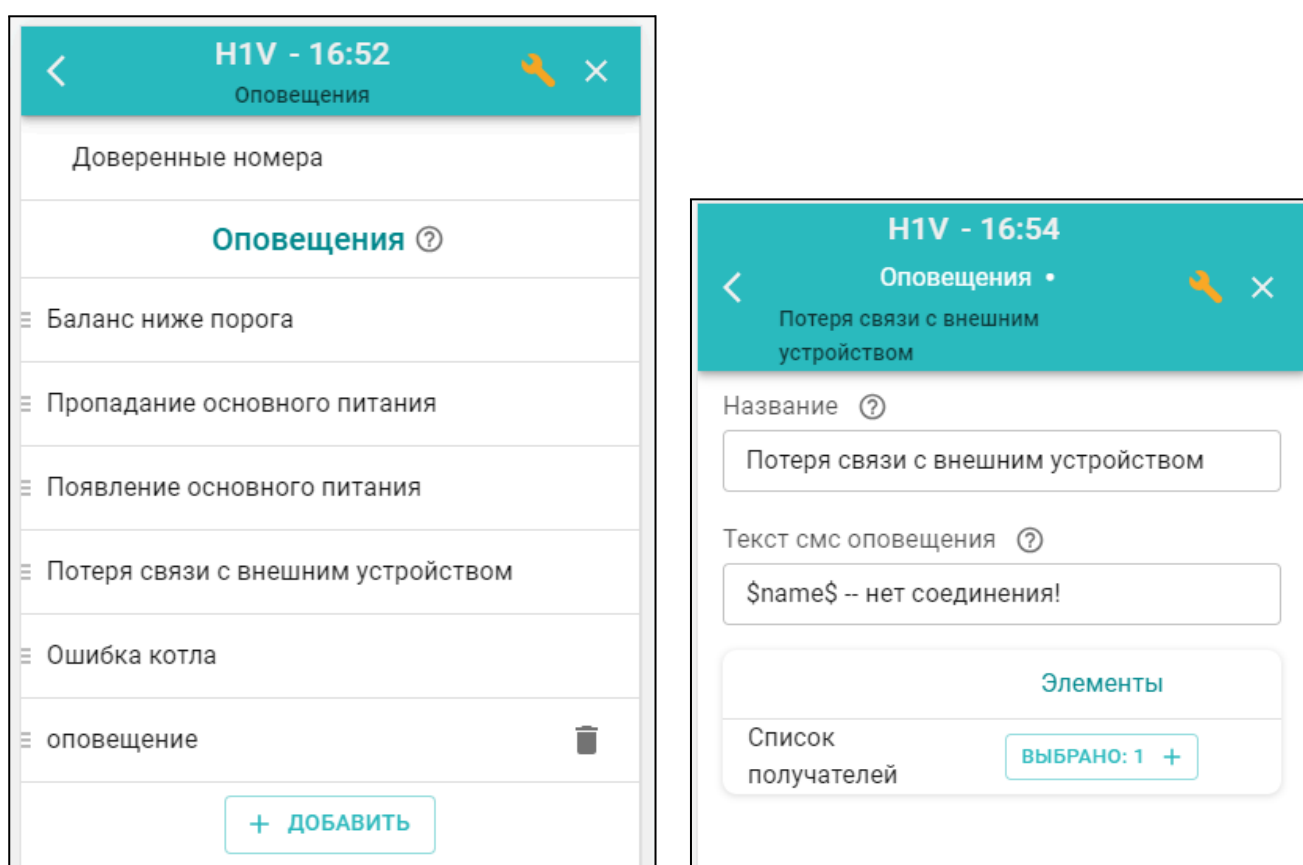 H1V - 16:52
Оповещения
Доверенные номера
Оповещения
Баланс ниже порога
Пропадание основного питания
Появление основного питания
Потеря связи с внешним устройством
Ошибка котла
оповещение
+ ДОБАВИТЬ
H1V - 16:54
Оповещения •
Потеря связи с внешним
устройством
Название
Потеря связи с внешним устройством
Текст смс оповещения
$name$ -- нет соединения!
Элементы
Список
получателей
ВЫБРАНО: 1 +